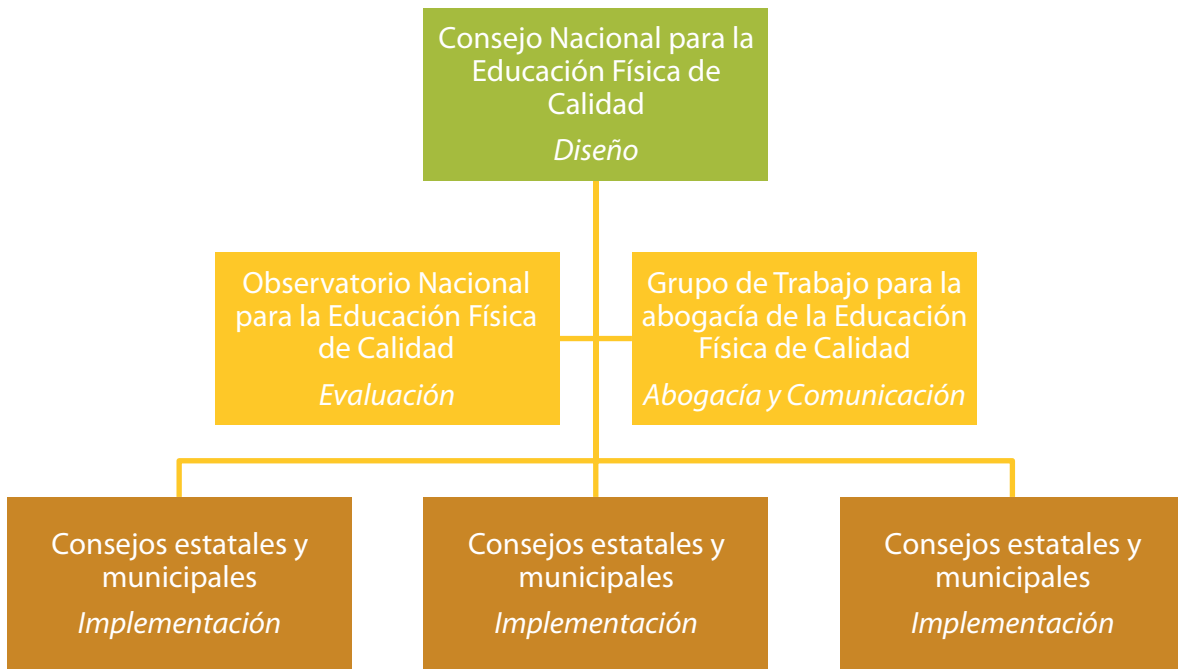 Consejo Nacional para la
Educación Física de
Calidad
Diseño
Observatorio Nacional
para la Educación Física
de Calidad
Evaluación
Grupo de Trabajo para la
abogacía de la Educación
Física de Calidad
Abogacía y Comunicación
Consejos estatales y
municipales
Implementación
Consejos estatales y
municipales
Implementación
Consejos estatales y
municipales
Implementación